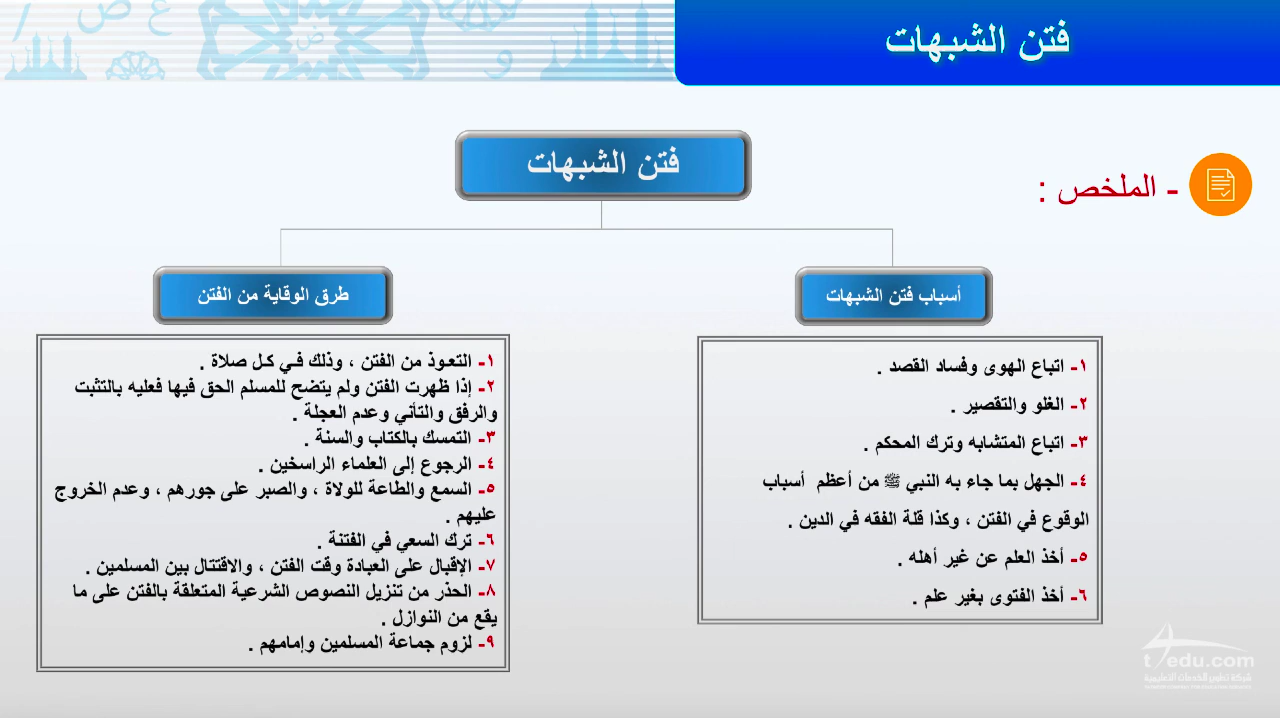 فتن الشبهات
- الملخص :
فتن الشبهات
أسباب فتن الشبهات
١- اتباع الهوى وفساد القصد .
٢- الغلو والتقصير .
٣- اتباع المتشابه وترك المحكم .
٤- الجهل بما جاء به النبي ﷺ من أعظم أسباب
الوقوع في الفتن ، وكذا قلة الفقه في الدين .
٥- أخذ العلم عن غير أهله .
٦- أخذ الفتوى بغير علم .
طرق الوقاية من الفتن
١- التعوذ من الفتن ، وذلك في كل صلاة .
٢- إذا ظهرت الفتن ولم يتضح للمسلم الحق فيها فعليه بالتثبت
والرفق والتأني وعدم العجلة .
٣- التمسك بالكتاب والسنة .
٤- الرجوع إلى العلماء الراسخين .
٥- السمع والطاعة للولاة ، والصبر على جورهم ، وعدم الخروج
عليهم .
٦- ترك السعي في الفتنة .
٧- الإقبال على العبادة وقت الفتن ، والاقتتال بين المسلمين .
٨- الحذر من تنزيل النصوص الشرعية المتعلقة بالفتن على ما
يقع من النوازل .
٩- لزوم جماعة المسلمين وإمامهم .
t4edu.com
شركة تطوير للخدمات التعليمية